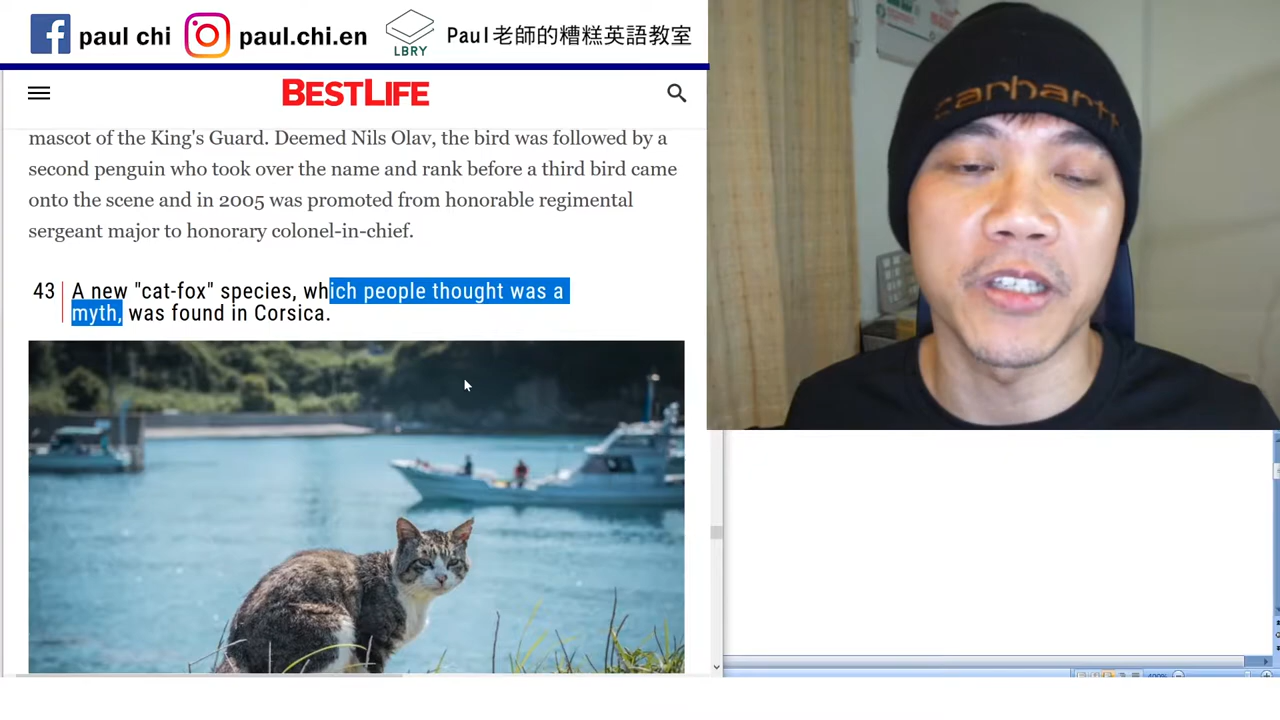 paul chi paul.chi.en LBRY Paul老師的糟糕英語教室
BESTLIFE
mascot of the King's Guard. Deemed Nils Olav, the bird was followed by a
second penguin who took over the name and rank before a third bird came
onto the scene and in 2005 was promoted from honorable regimental
sergeant major to honorary colonel-in-chief.
43 A new "cat-fox" species, which people thought was a
myth, was found in Corsica.
carhartt
400%